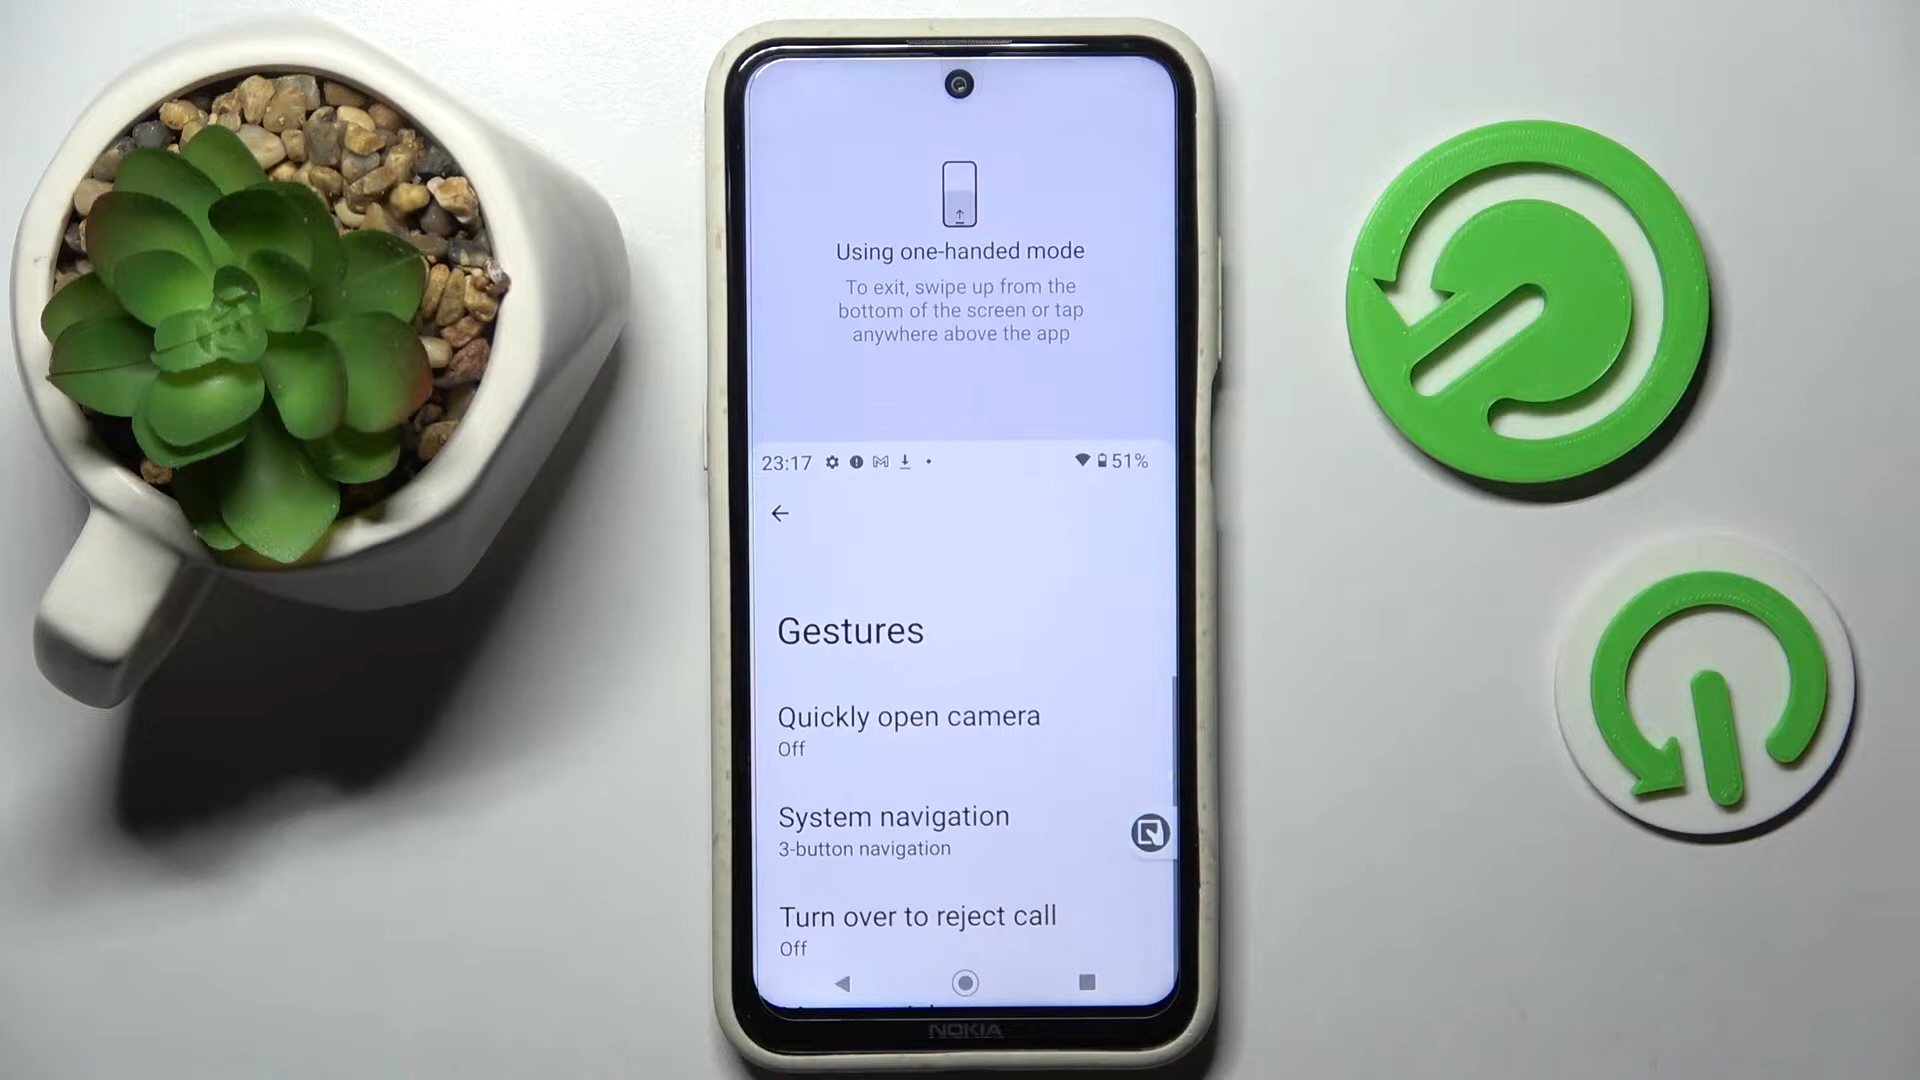 Using one-handed mode
To exit, swipe up from the
bottom of the screen or tap
anywhere above the app
23:17
51%
Gestures
Quickly open camera
Off
System navigation
3-button navigation
Turn over to reject call
Off
NOKIA